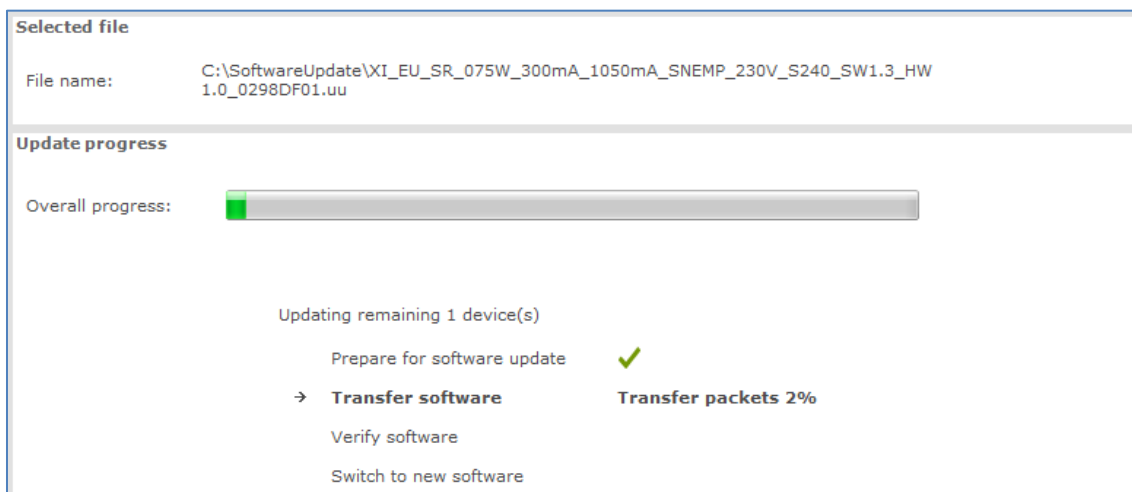 Selected file
File name: C:\SoftwareUpdate\XI_EU_SR_075W_300mA_1050mA_SNEMP_230V_S240_SW1.3_HW
1.0_0298DF01.uu
Update progress
Overall progress:
Updating remaining 1 device(s)
Prepare for software update
Transfer software Transfer packets 2%
Verify software
Switch to new software